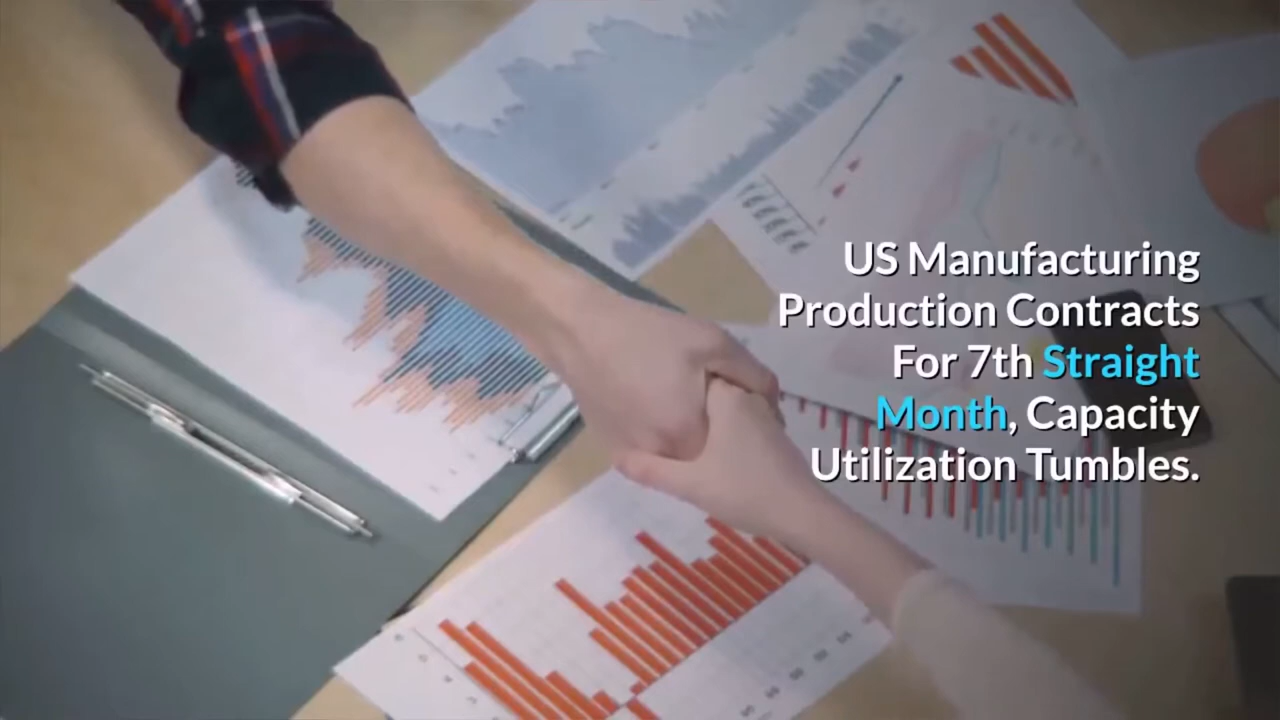 US Manufacturing
Production Contracts
For 7th Straight
Month, Capacity
Utilization Tumbles.